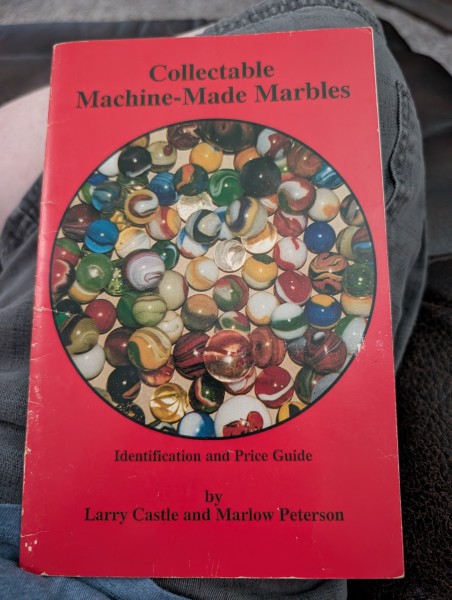 Collectable
Machine-Made Marbles
Identification and Price Guide
by
Larry Castle and Marlow Peterson